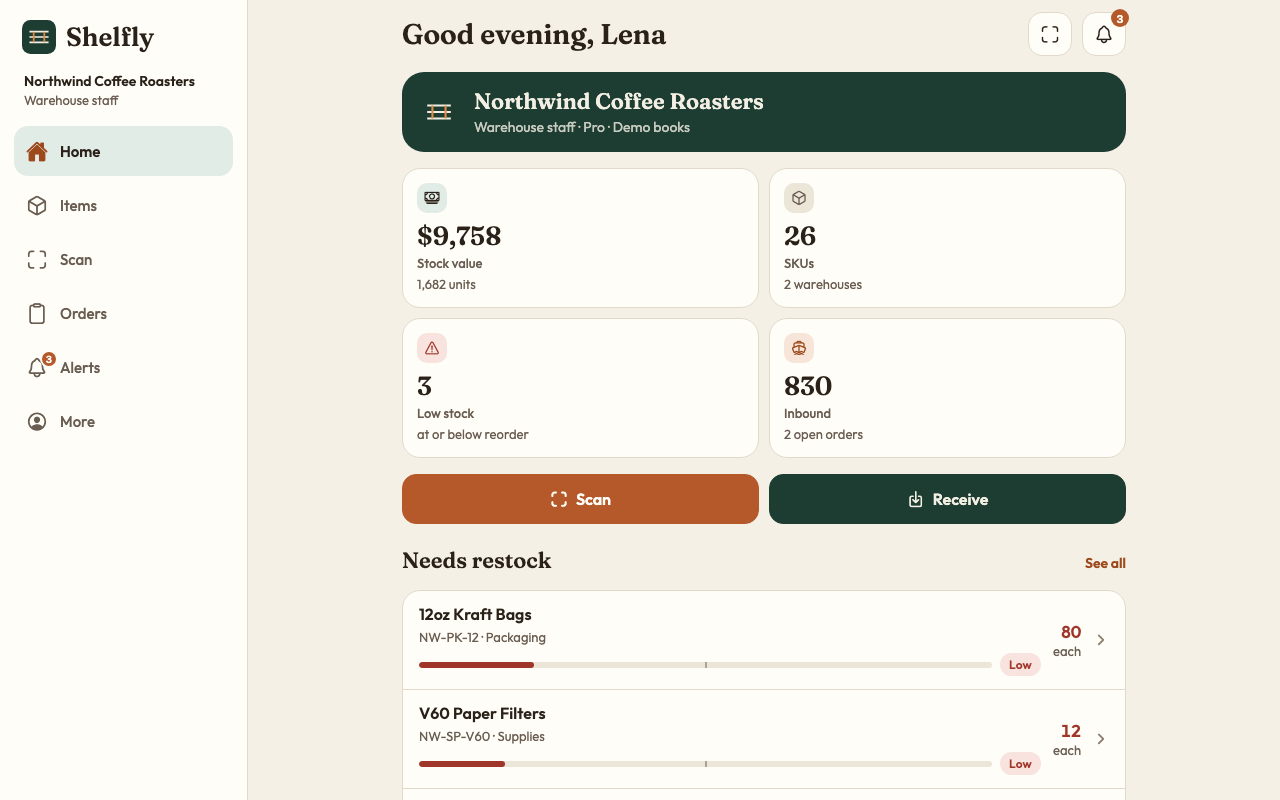 Shelfly
Northwind Coffee Roasters
Warehouse staff
Home
Items
Scan
Orders
3
Alerts
More
Good evening, Lena
3
Northwind Coffee Roasters
Warehouse staff · Pro · Demo books
$9,758
Stock value
1,682 units
26
SKUs
2 warehouses
3
Low stock
at or below reorder
830
Inbound
2 open orders
Scan
Receive
Needs restock
See all
12oz Kraft Bags
NW-PK-12 · Packaging
80
each
Low
V60 Paper Filters
NW-SP-V60 · Supplies
12
each
Low